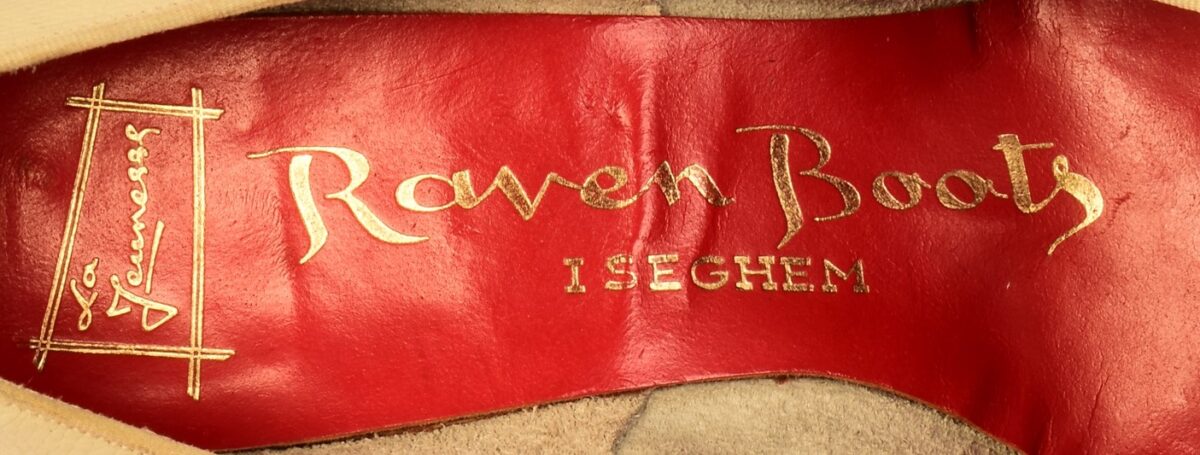 La
Jeunesse
Raven Boots
ISEGHEM